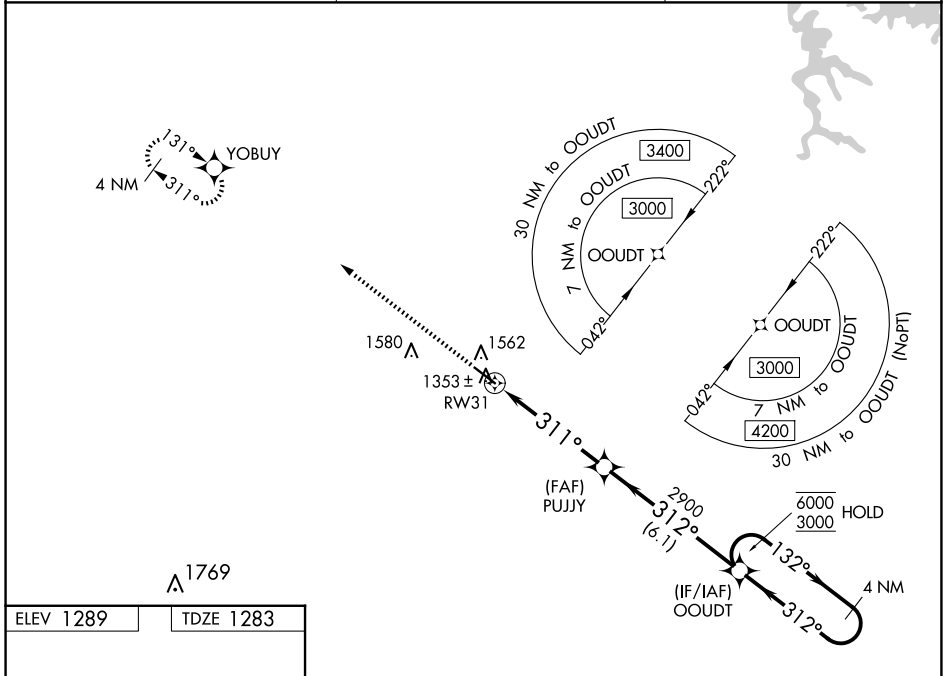 131°
YOBUY
4 NM
311°
30 NM to OOUDT
3400
222°
7 NM to OOUDT
3000
OOUDT
042°
222°
OOUDT
3000
042°
7 NM to OOUDT
4200
30 NM to OOUDT (NoPT)
1580
1562
1353 ±
RW31
311°
(FAF)
PUJJY
2900
312°
(6.1)
6000
3000
HOLD
132°
4 NM
(IF/IAF)
OOUDT
312°
1769
ELEV 1289
TDZE 1283